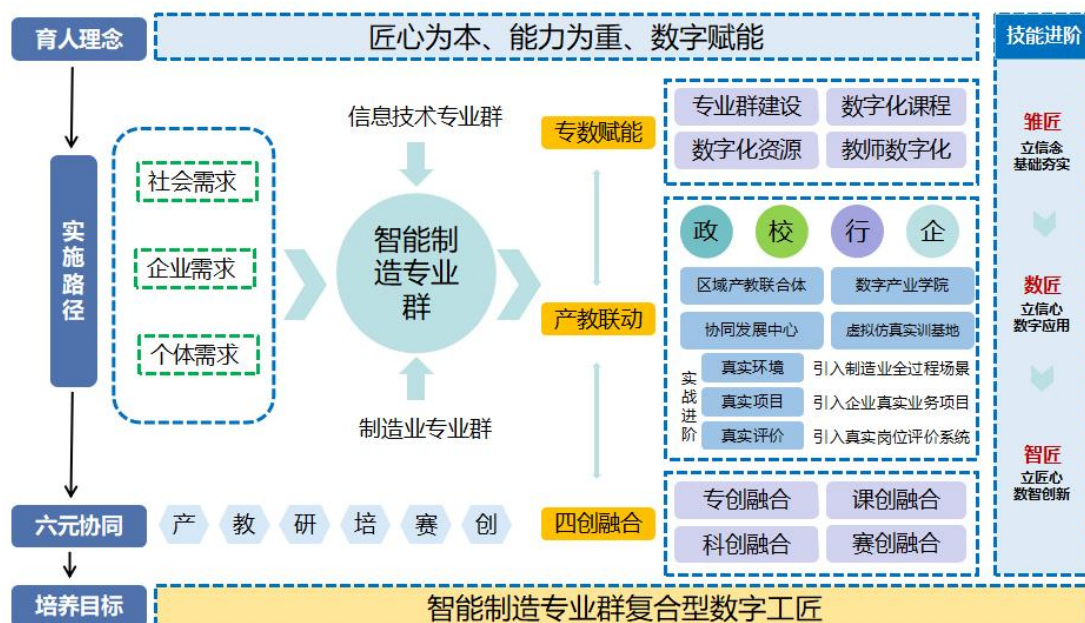 育人理念
匠心为本、能力为重、数字赋能
技能进阶
实施路径
社会需求
企业需求
个体需求
信息技术专业群
智能制
造专业
群
制造业专业群
专数赋能
专业群建设
数字化课程
数字化资源
教师数字化
产教联动
政
校
行
企
区域产教联合体
数字产业学院
协同发展中心
虚拟仿真实训基地
实战进阶
真实环境
引入制造业全过程场景
真实项目
引入企业真实业务项目
真实评价
引入真实岗位评价系统
雏匠
立信念
基础夯实
数匠
立信心
数字应用
智匠
立匠心
数智创新
六元协同
产
教
研
培
赛
创
四创融合
专创融合
课创融合
科创融合
赛创融合
培养目标
智能制造专业群复合型数字工匠